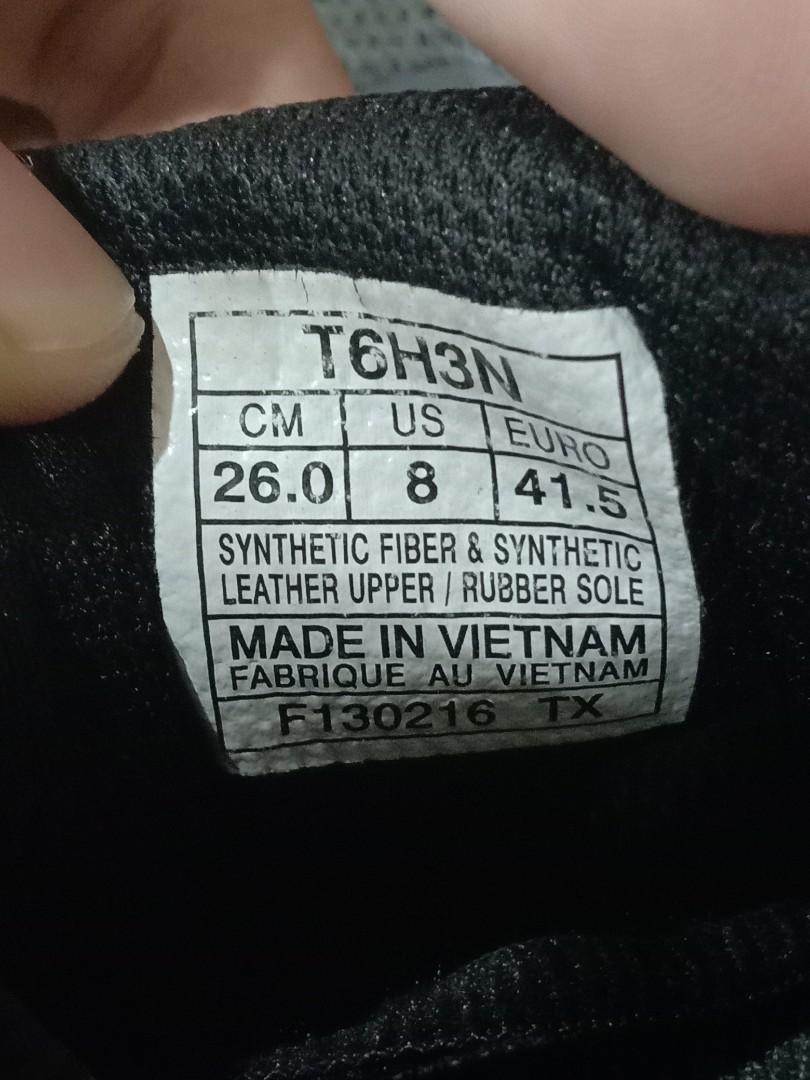 T6H3N
CM US EURO
26.0 8 41.5
SYNTHETIC FIBER & SYNTHETIC
LEATHER UPPER / RUBBER SOLE
MADE IN VIETNAM
FABRIQUE AU VIETNAM
F130216 TX